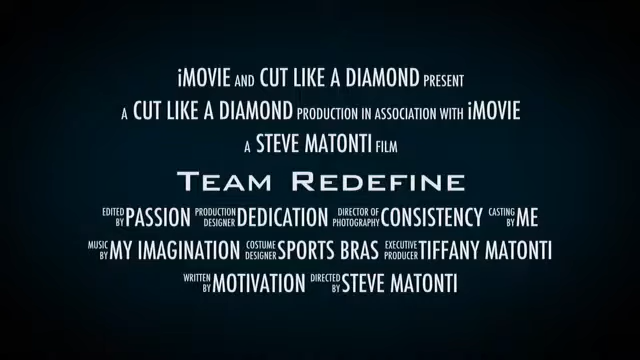 iMOVIE AND CUT LIKE A DIAMOND PRESENT
A CUT LIKE A DIAMOND PRODUCTION IN ASSOCIATION WITH iMOVIE
A STEVE MATONTI FILM
TEAM REDEFINE
EDITED BY PASSION PRODUCTION DESIGNER DEDICATION DIRECTOR OF PHOTOGRAPHY CONSISTENCY CASTING BY ME
MUSIC BY MY IMAGINATION COSTUME DESIGNER SPORTS BRAS EXECUTIVE PRODUCER TIFFANY MATONTI
WRITTEN BY MOTIVATION DIRECTED BY STEVE MATONTI